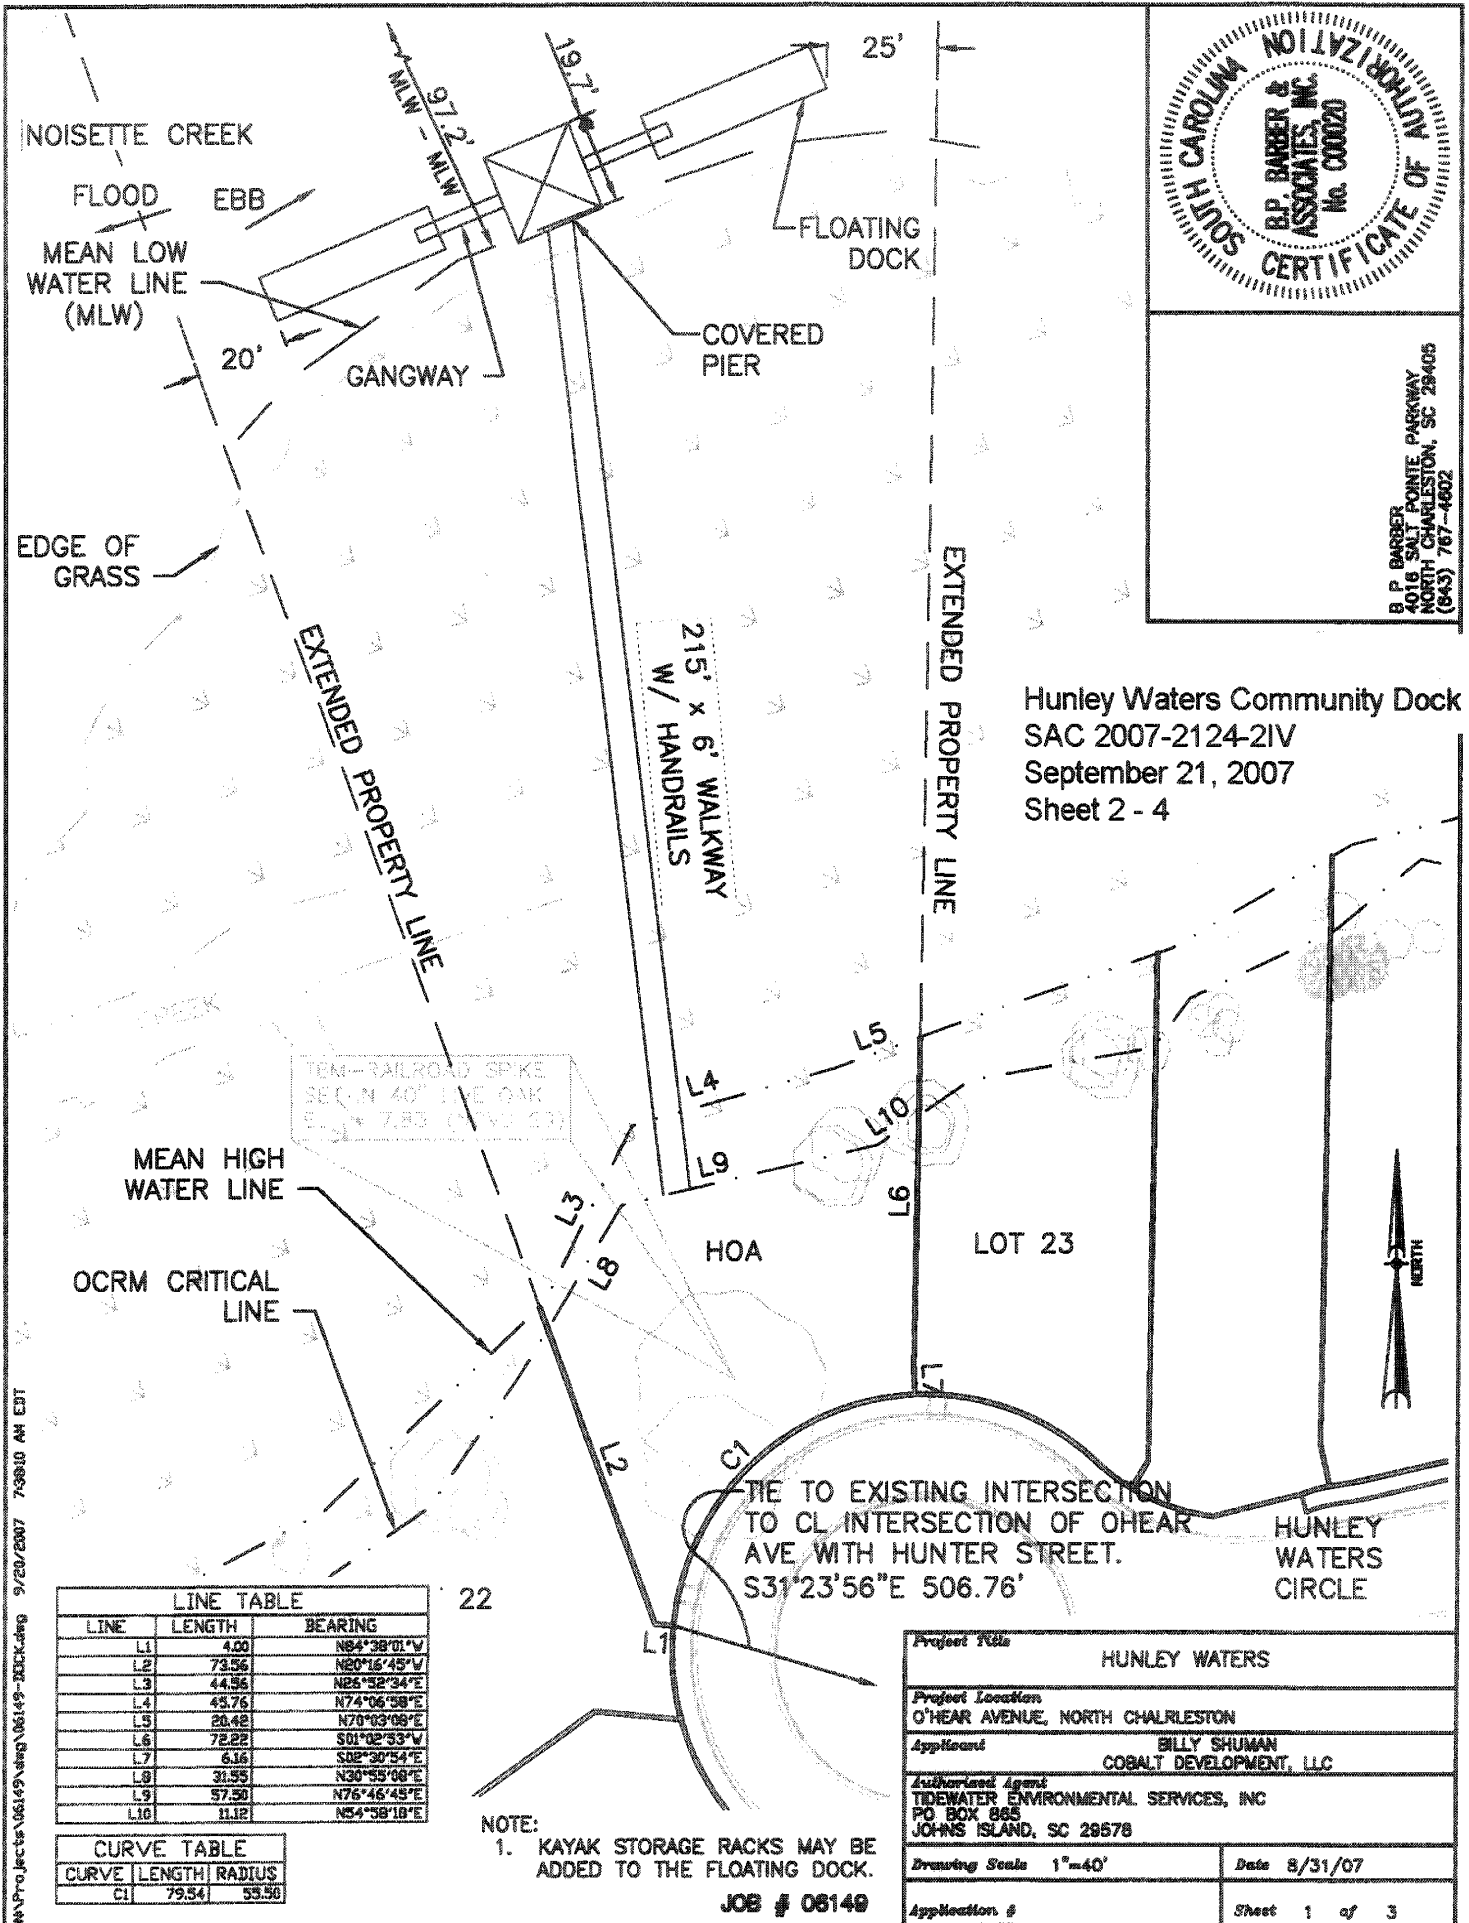 25'
19.7'
97.2'
MLW - MLW
NOISETTE CREEK
FLOOD
EBB
MEAN LOW
WATER LINE
(MLW)
20'
GANGWAY
FLOATING
DOCK
COVERED
PIER
EDGE OF
GRASS
EXTENDED PROPERTY LINE
EXTENDED PROPERTY LINE
215' x 6' WALKWAY
W/ HANDRAILS
SOUTH CAROLINA
CERTIFICATE OF AUTHORIZATION
B.P. BARBER &
ASSOCIATES, INC.
No. C00020
B P BARBER
4016 SALT POINTE PARKWAY
NORTH CHARLESTON, SC 29405
(843) 767-4602
Hunley Waters Community Dock
SAC 2007-2124-2IV
September 21, 2007
Sheet 2 - 4
CREEK
L5
L4
L10
L9
L6
L3
L8
MEAN HIGH
WATER LINE
OCRM CRITICAL
LINE
HOA
LOT 23
NORTH
L7
L2
C1
TIE TO EXISTING INTERSECTION
TO CL INTERSECTION OF OHEAR
AVE WITH HUNTER STREET.
S31°23'56"E 506.76'
HUNLEY
WATERS
CIRCLE
22
L1
LINE TABLE
LINE LENGTH BEARING
L1 4.00 N84°38'01"W
L2 73.56 N20°16'45"W
L3 44.56 N26°52'34"E
L4 45.76 N74°06'58"E
L5 20.42 N70°03'08"E
L6 72.22 S01°02'53"W
L7 6.16 S02°30'54"E
L8 31.55 N30°55'08"E
L9 57.50 N76°46'45"E
L10 11.12 N54°58'18"E
CURVE TABLE
CURVE LENGTH RADIUS
C1 79.54 55.50
NOTE:
1. KAYAK STORAGE RACKS MAY BE
ADDED TO THE FLOATING DOCK.
JOB # 06149
Project Title
HUNLEY WATERS
Project Location
O'HEAR AVENUE, NORTH CHALRLESTON
Applicant BILLY SHUMAN
COBALT DEVELOPMENT, LLC
Authorized Agent
TIDEWATER ENVIRONMENTAL SERVICES, INC
PO BOX 865
JOHNS ISLAND, SC 29578
Drawing Scale 1"=40'
Date 8/31/07
Application #
Sheet 1 of 3
N:\Projects\06149\dwg\06149-DOCK.dwg 9/20/2007 AM EDT